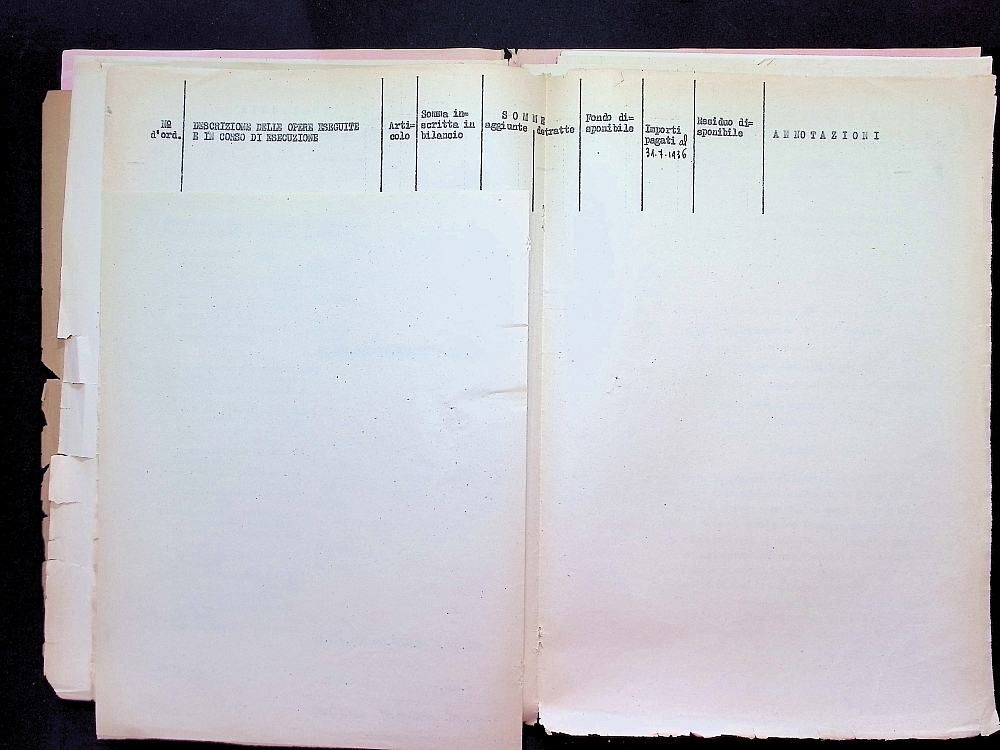 Nº
d'ord.
DESCRIZIONE DELLE OPERE ESEGUITE
E IN CORSO DI ESECUZIONE
Arti=
colo
Somma in=
scritta in
bilancio
S O M M E
aggiunte detratte
Fondo di=
sponibile
Importi
pagati al
31.7.1936
Residuo di=
sponibile
A N N O T A Z I O N I